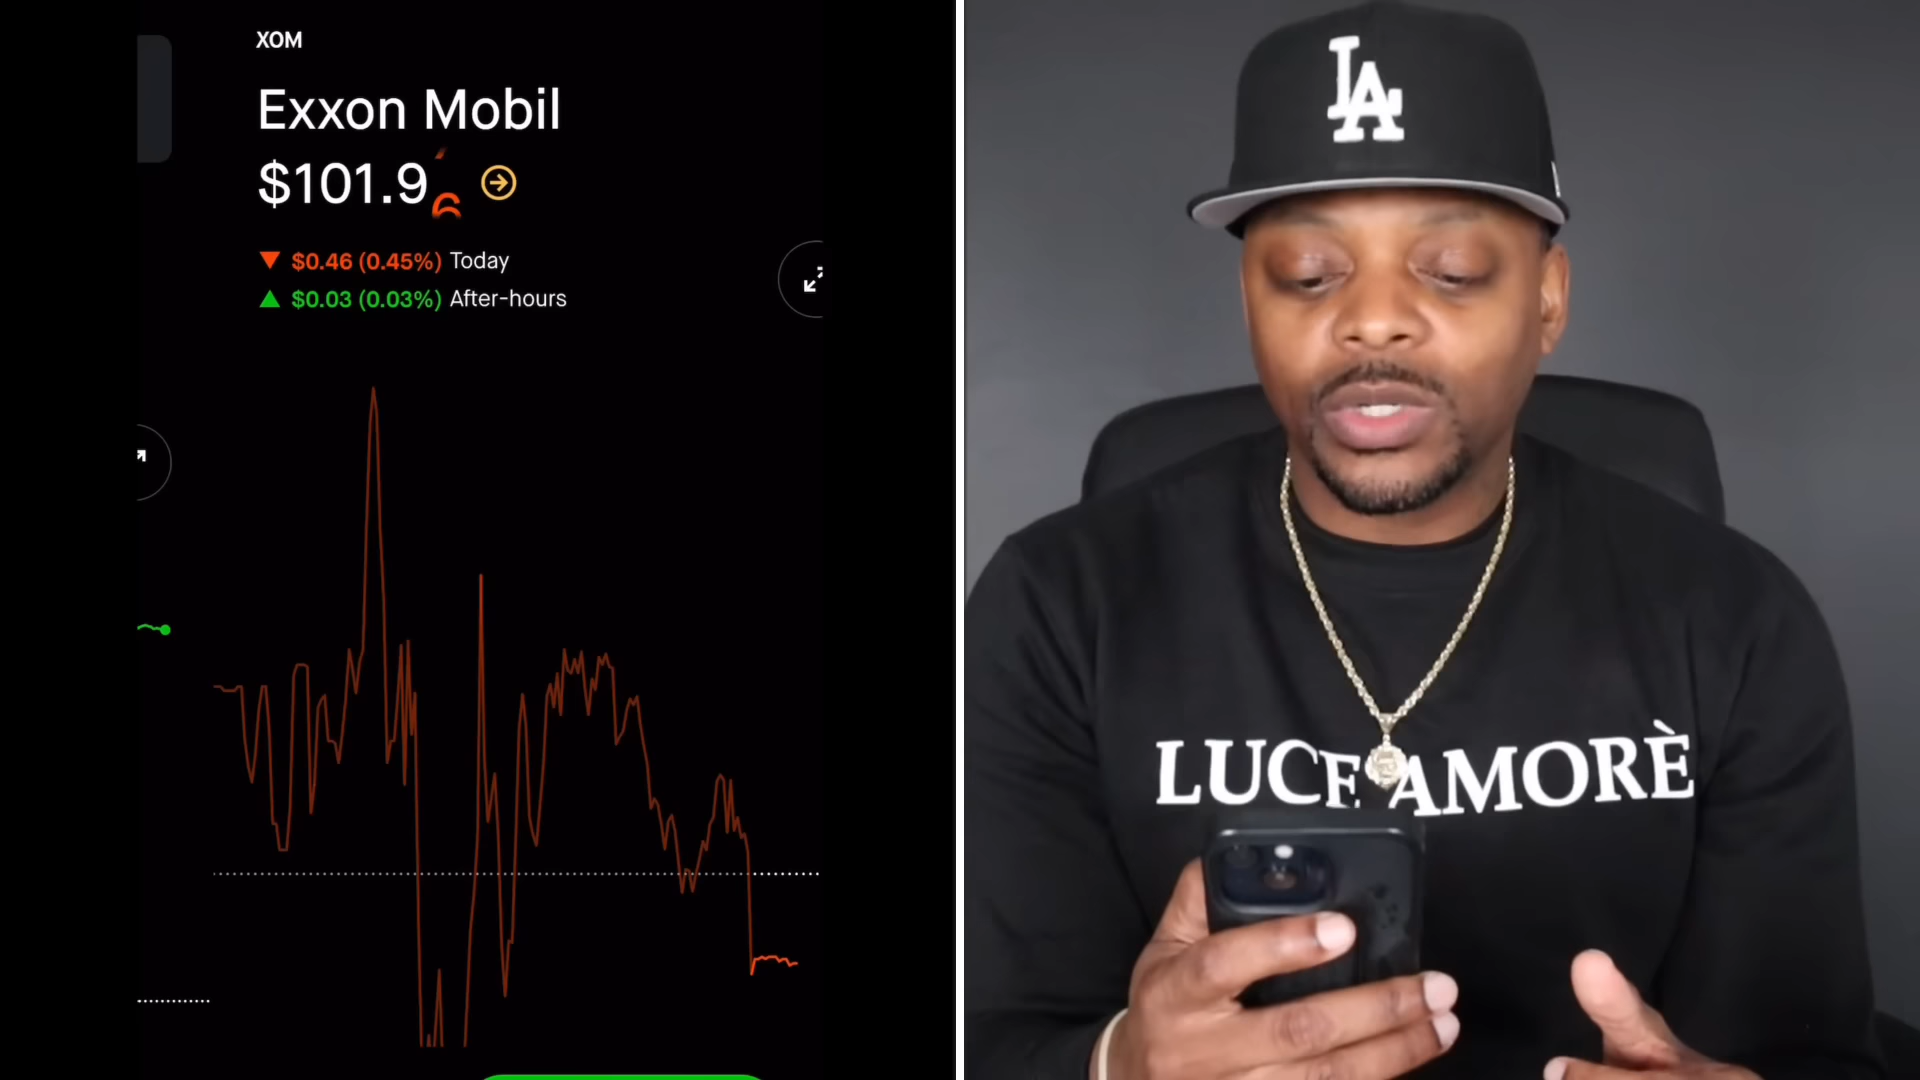 XOM
Exxon Mobil
$101.9
$0.46 (0.45%) Today
$0.03 (0.03%) After-hours
LA
LUCE AMORÈ